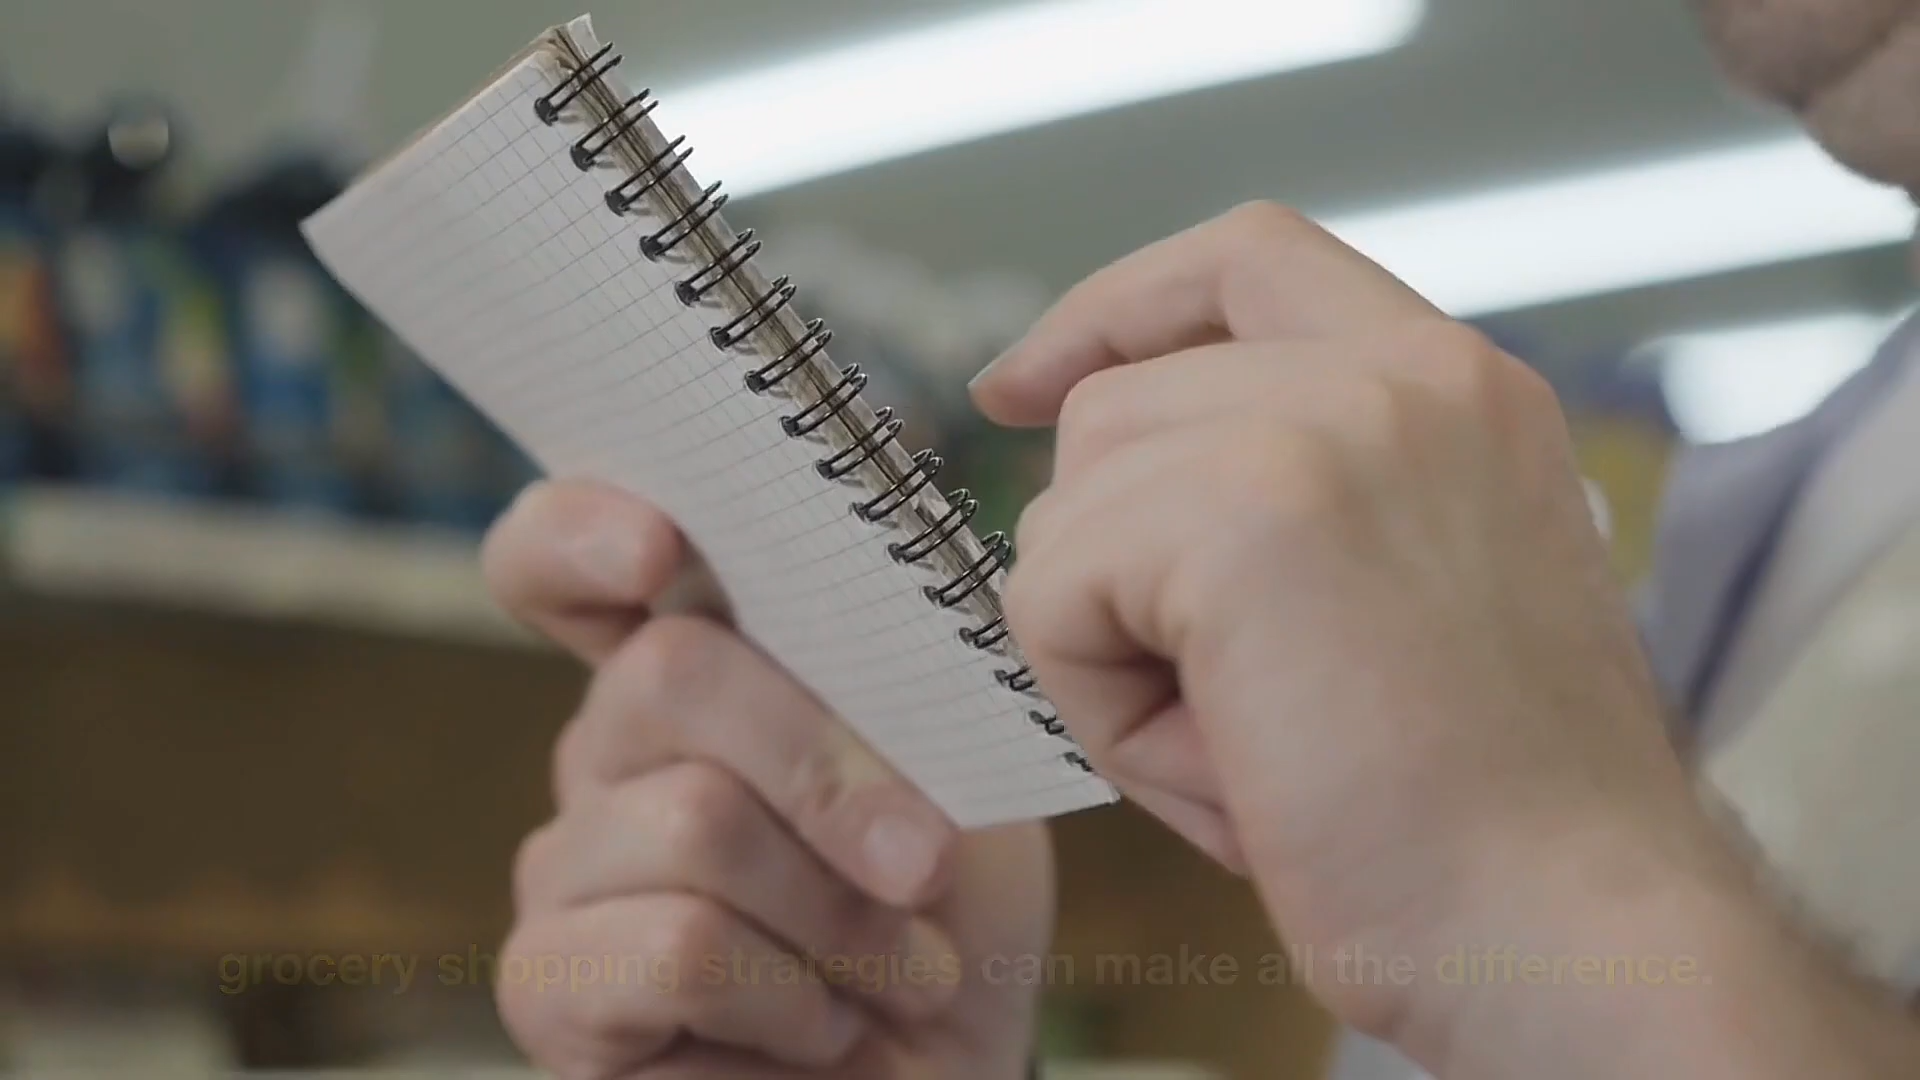 grocery shopping strategies can make all the difference.